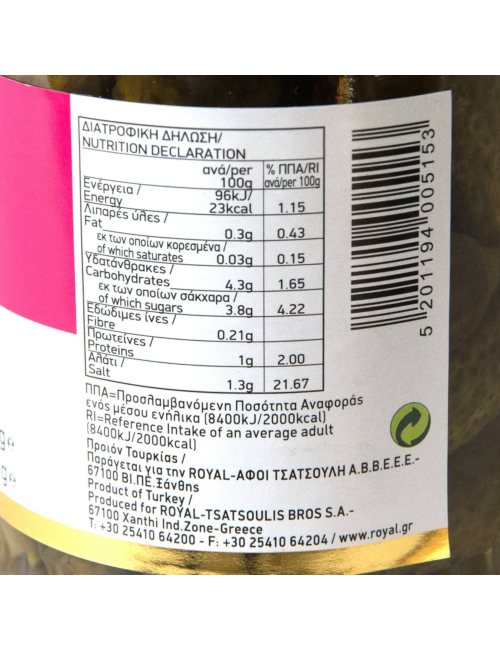 ΔΙΑΤΡΟΦΙΚΗ ΔΗΛΩΣΗ/
NUTRITION DECLARATION
ανά/per 100g
% ΠΠΑ/RI ανά/per 100g
Ενέργεια / Energy 96kJ/ 23kcal 1.15
Λιπαρές ύλες / Fat 0.3g 0.43
εκ των οποίων κορεσμένα / of which saturates 0.03g 0.15
Υδατάνθρακες / Carbohydrates 4.3g 1.65
εκ των οποίων σάκχαρα / of which sugars 3.8g 4.22
Εδώδιμες ίνες / Fibre 0.21g
Πρωτεΐνες / Proteins 1g 2.00
Αλάτι / Salt 1.3g 21.67
ΠΠΑ=Προσλαμβανόμενη Ποσότητα Αναφοράς
ενός μέσου ενήλικα (8400kJ/2000kcal)
RI=Reference Intake of an average adult
(8400kJ/2000kcal)
Προϊόν Τουρκίας /
Παράγεται για την ROYAL-ΑΦΟΙ ΤΣΑΤΣΟΥΛΗ Α.Β.Β.Ε.Ε.Ε.-
67100 ΒΙ.ΠΕ.Ξάνθης
Product of Turkey /
Produced for ROYAL-TSATSOULIS BROS S.A.-
67100 Xanthi Ind.Zone-Greece
T: +30 25410 64200 - F: +30 25410 64204 / www.royal.gr
5 201194 005153
g℮
g℮